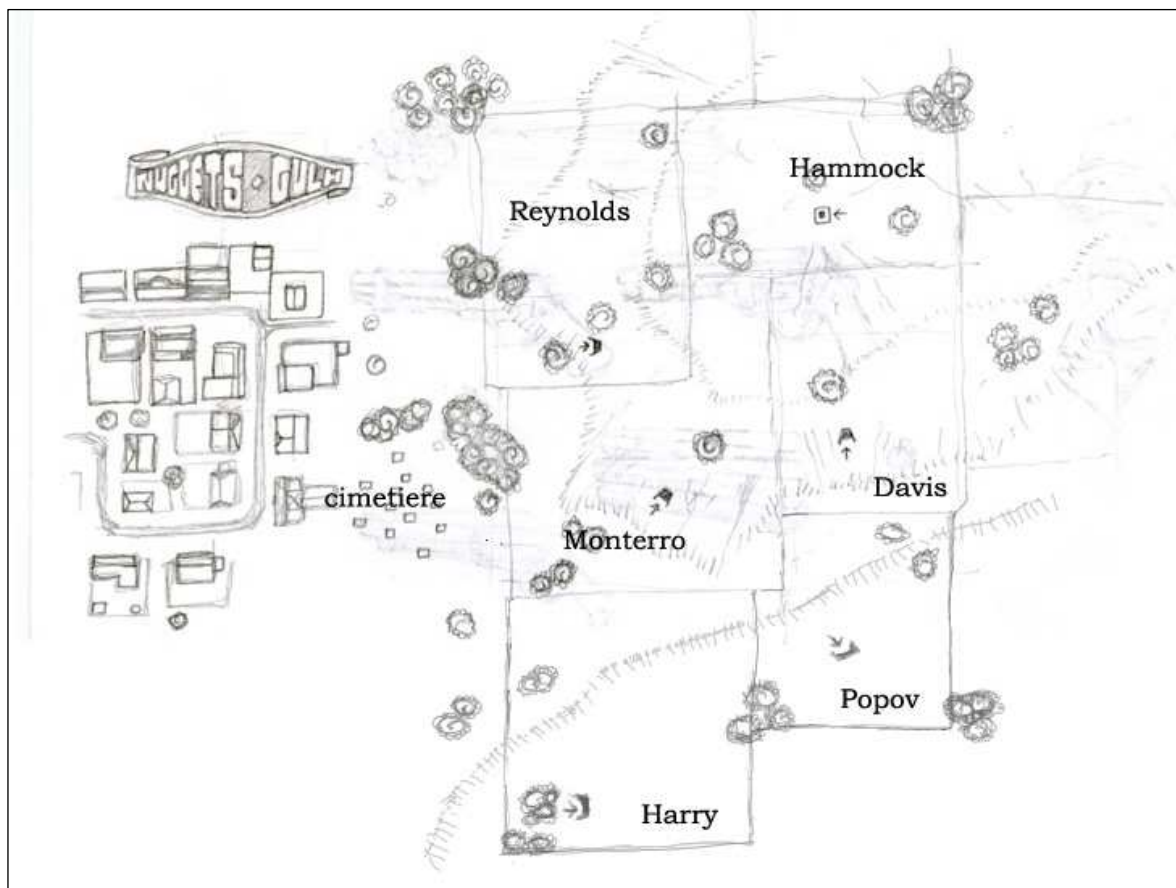 NUGGETS GULCH
Hammock
Reynolds
Davis
cimetiere
Monterro
Popov
Harry